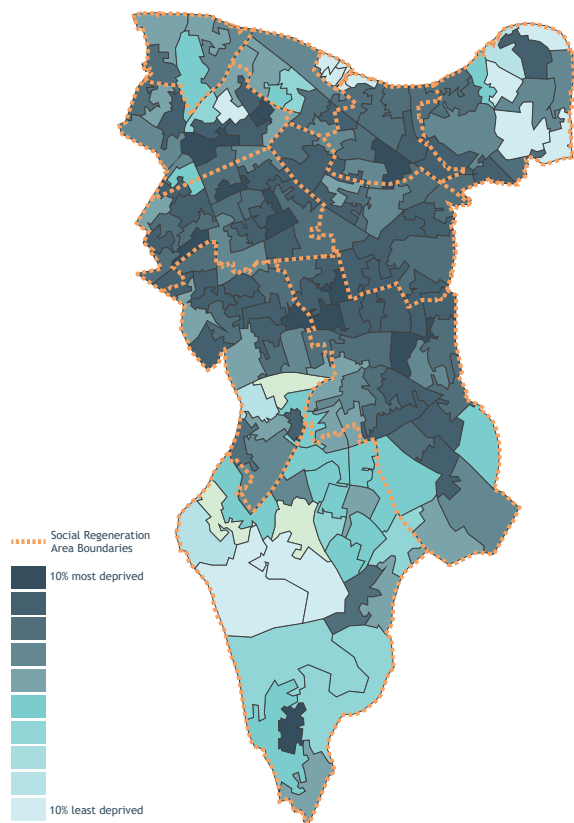 Social Regeneration
Area Boundaries
10% most deprived
10% least deprived